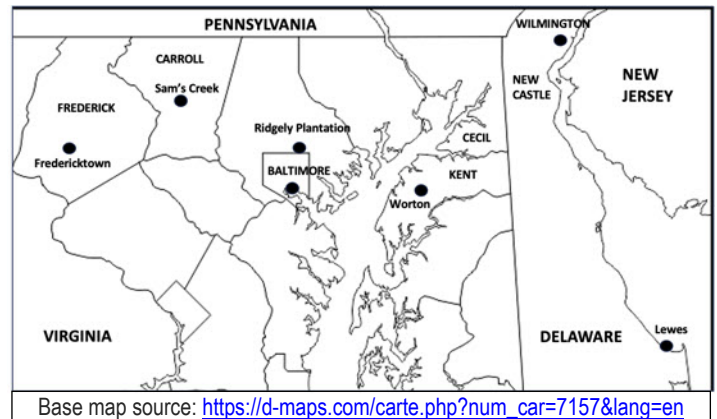 PENNSYLVANIA
WILMINGTON
CARROLL
Sam's Creek
NEW
CASTLE
NEW
JERSEY
FREDERICK
Fredericktown
Ridgely Plantation
BALTIMORE
CECIL
KENT
Worton
VIRGINIA
DELAWARE
Lewes
Base map source: https://d-maps.com/carte.php?num_car=7157&lang=en